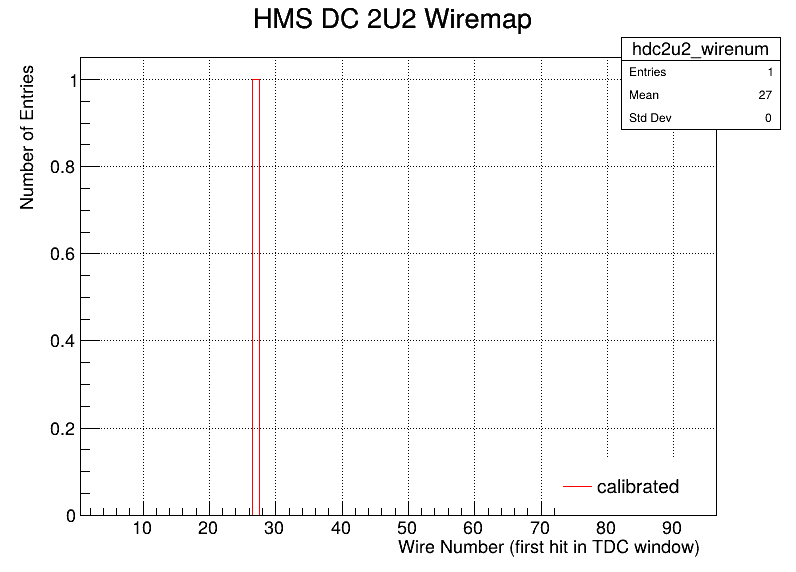 HMS DC 2U2 Wiremap
hdc2u2_wirenum
Entries 1
Mean 27
Std Dev 0
Number of Entries
1
0.8
0.6
0.4
0.2
0
calibrated
10 20 30 40 50 60 70 80 90
Wire Number (first hit in TDC window)